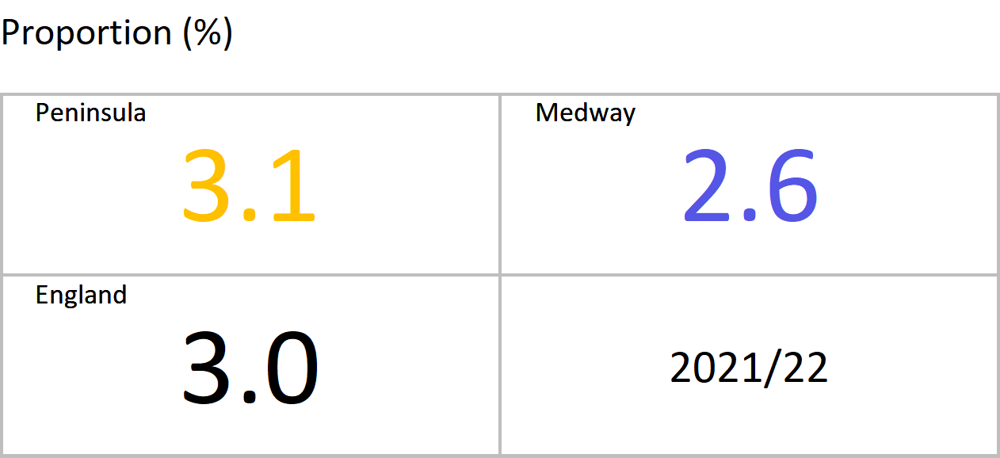 Proportion (%)
Peninsula
3.1
Medway
2.6
England
3.0
2021/22